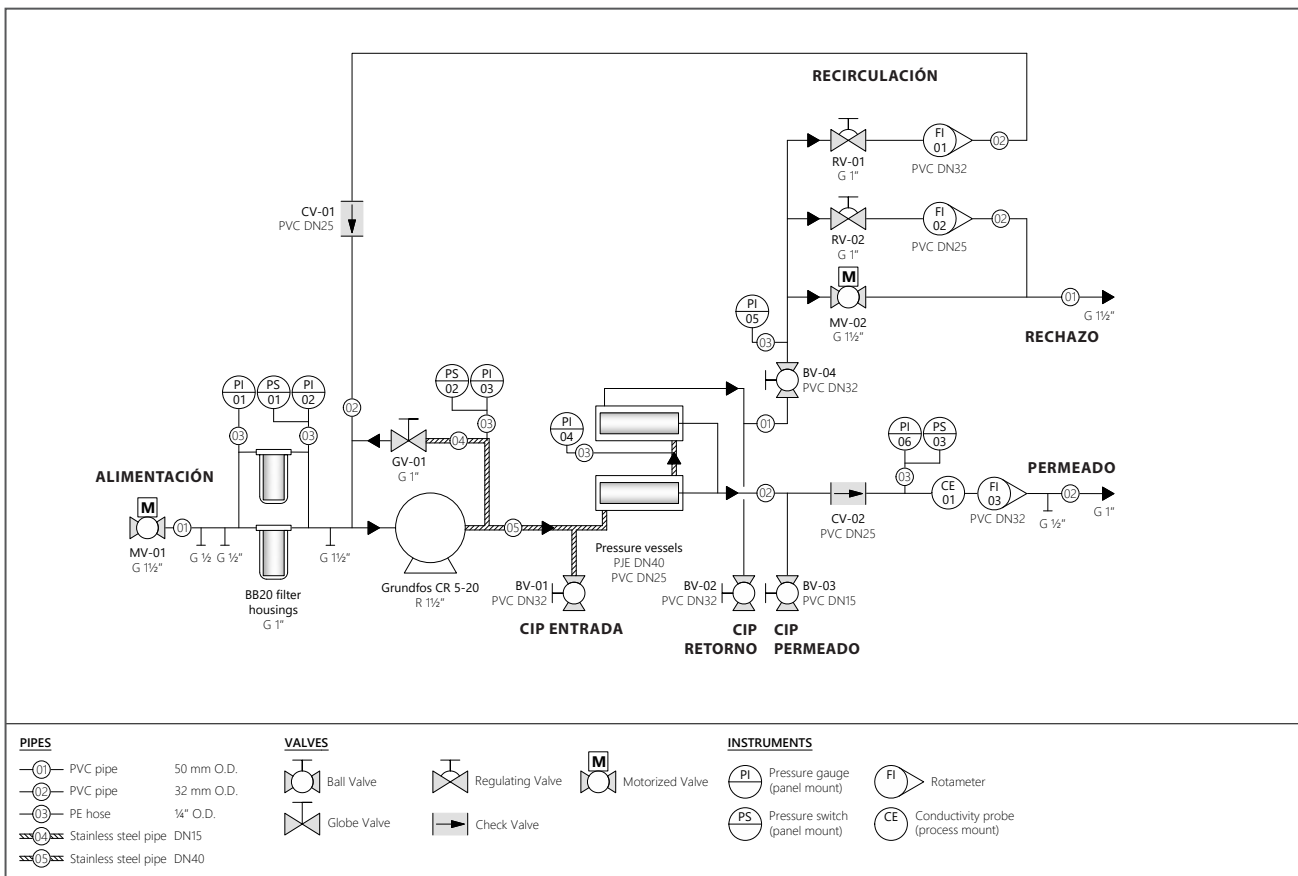 RECIRCULACIÓN
FI
01
02
RV-01
G 1"
PVC DN32
CV-01
PVC DN25
FI
02
02
RV-02
G 1"
PVC DN25
M
MV-02
G 1½"
01
G 1½"
RECHAZO
PI
05
03
BV-04
PVC DN32
01
PI
01
PS
01
PI
02
03
03
02
PS
02
PI
03
03
04
GV-01
G 1"
PI
04
03
ALIMENTACIÓN
M
01
MV-01
G 1½"
G ½
G ½"
G 1½"
BB20 filter
housings
G 1"
Grundfos CR 5-20
R 1½"
05
Pressure vessels
PJE DN40
PVC DN25
BV-01
PVC DN32
CIP ENTRADA
BV-02
PVC DN32
CIP
RETORNO
BV-03
PVC DN15
CIP
PERMEADO
02
CV-02
PVC DN25
PI
06
PS
03
03
CE
01
FI
03
PVC DN32
G ½"
02
PERMEADO
G 1"
PIPES
01 PVC pipe 50 mm O.D.
02 PVC pipe 32 mm O.D.
03 PE hose ¼" O.D.
04 Stainless steel pipe DN15
05 Stainless steel pipe DN40
VALVES
Ball Valve
Regulating Valve
M
Motorized Valve
Globe Valve
Check Valve
INSTRUMENTS
PI Pressure gauge
(panel mount)
FI Rotameter
PS Pressure switch
(panel mount)
CE Conductivity probe
(process mount)